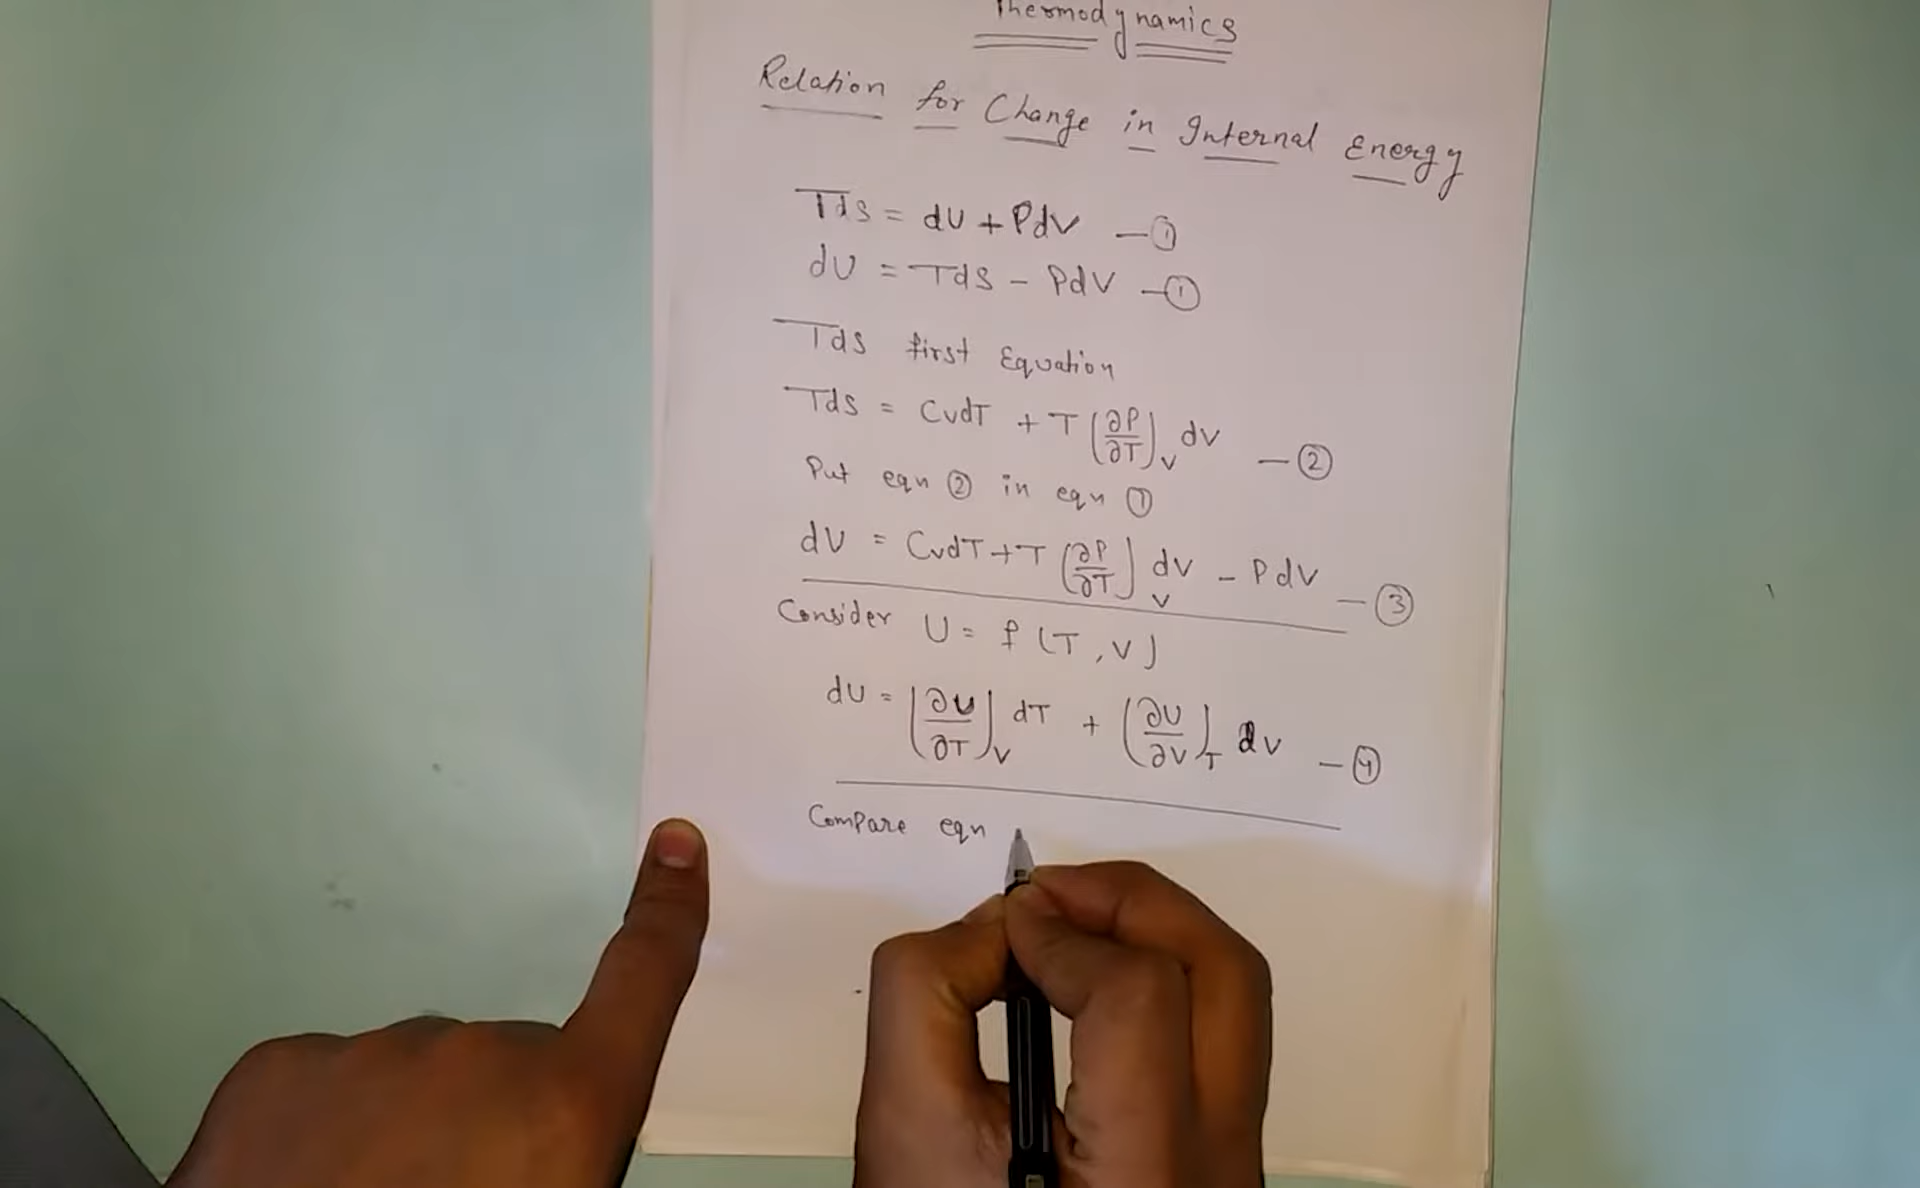 Thermodynamics
Relation for Change in Internal Energy
Tds = dU + PdV — ①
dU = Tds - PdV — ①
Tds first Equation
Tds = CvdT + T (∂P/∂T)V dV — ②
Put eqn ② in eqn ①
dU = CvdT + T (∂P/∂T)V dV - PdV — ③
Consider U = f (T, V)
dU = (∂U/∂T)V dT + (∂U/∂V)T dV — ④
Compare eqn